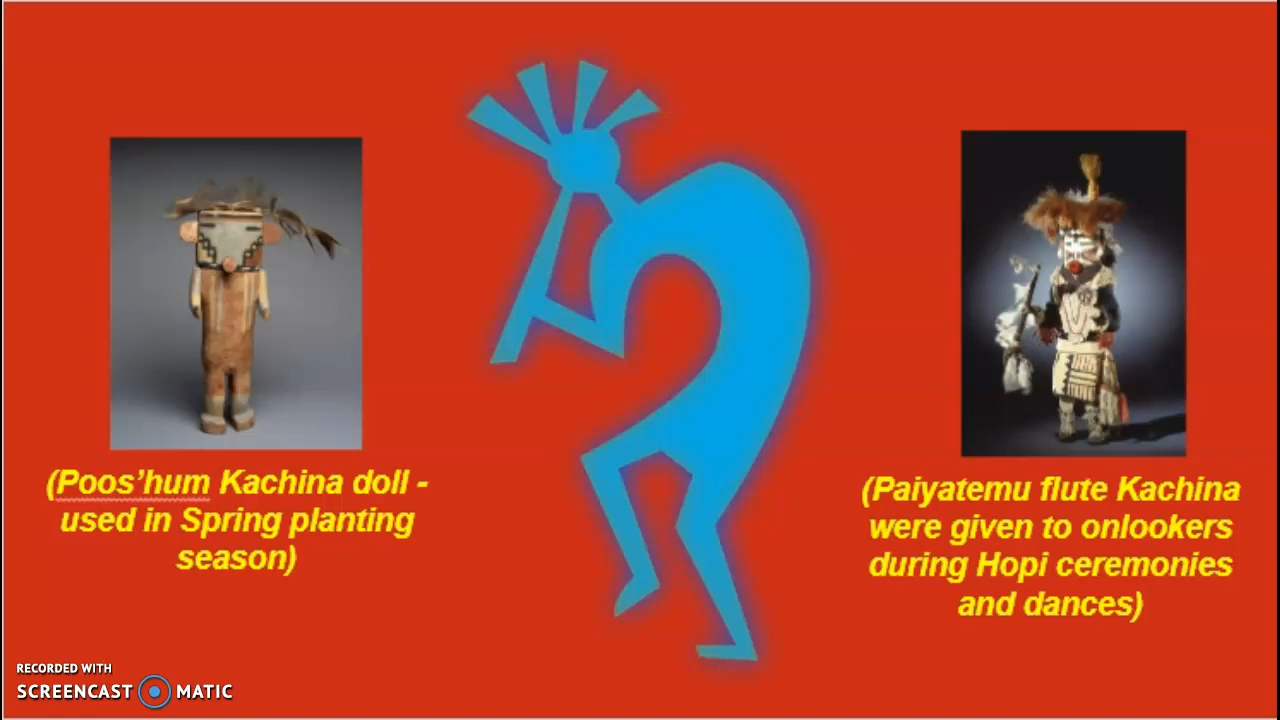 (Poos’hum Kachina doll -
used in Spring planting
season)
(Paiyatemu flute Kachina
were given to onlookers
during Hopi ceremonies
and dances)
RECORDED WITH
SCREENCAST MATIC